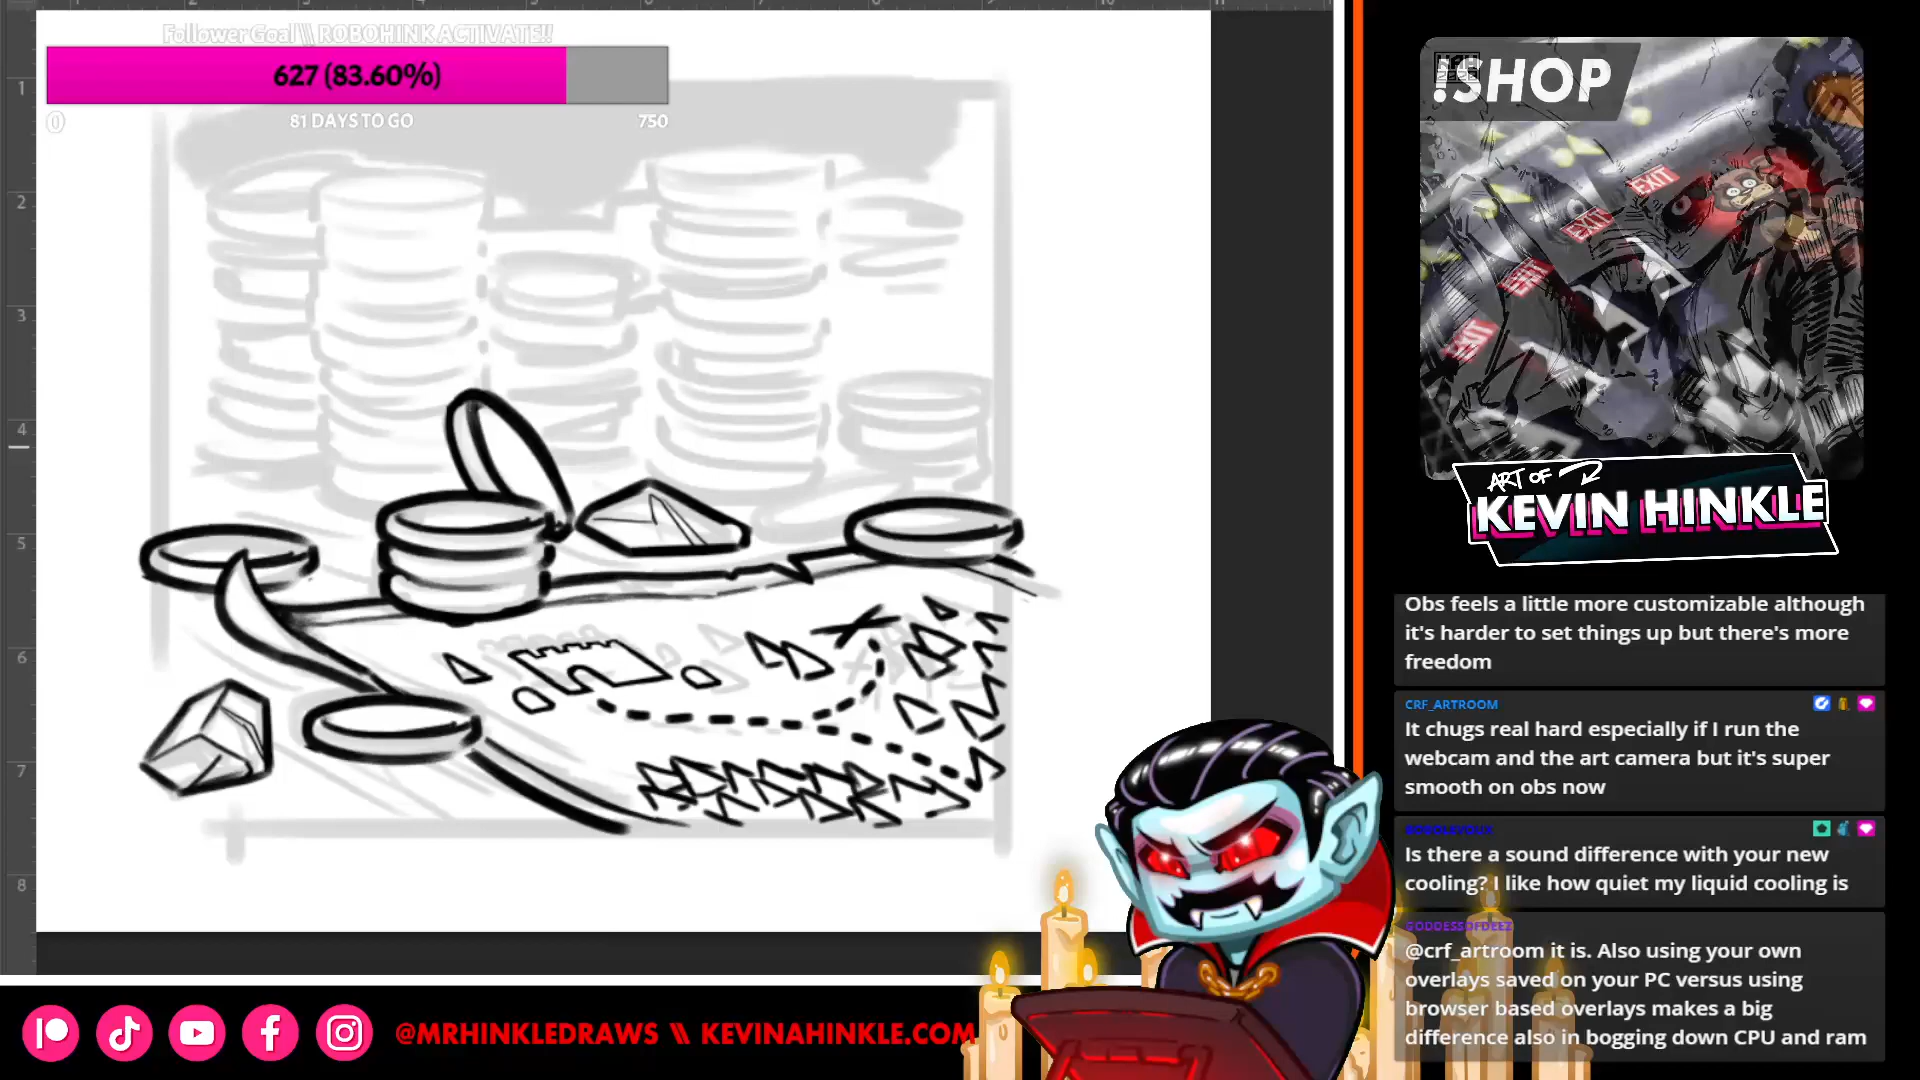 Follower Goal \\ ROBOHINK ACTIVATE!!
627 (83.60%)
0
81 DAYS TO GO
750
!SHOP
EXIT
EXIT
EXIT
EXIT
ART OF
KEVIN HINKLE
Obs feels a little more customizable although
it's harder to set things up but there's more
freedom
CRF_ARTROOM
It chugs real hard especially if I run the
webcam and the art camera but it's super
smooth on obs now
Is there a sound difference with your new
cooling? I like how quiet my liquid cooling is
GODDESSOFDEEZ
@crf_artroom it is. Also using your own
overlays saved on your PC versus using
browser based overlays makes a big
difference also in bogging down CPU and ram
@MRHINKLEDRAWS \\ KEVINAHINKLE.COM
1
2
3
4
5
6
7
8